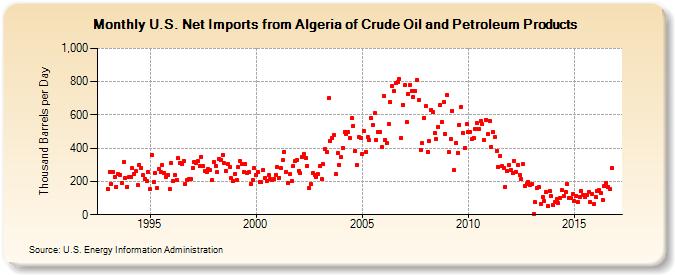 Monthly U.S. Net Imports from Algeria of Crude Oil and Petroleum Products
Thousand Barrels per Day
1,000
800
600
400
200
0
1995 2000 2005 2010 2015
Source: U.S. Energy Information Administration